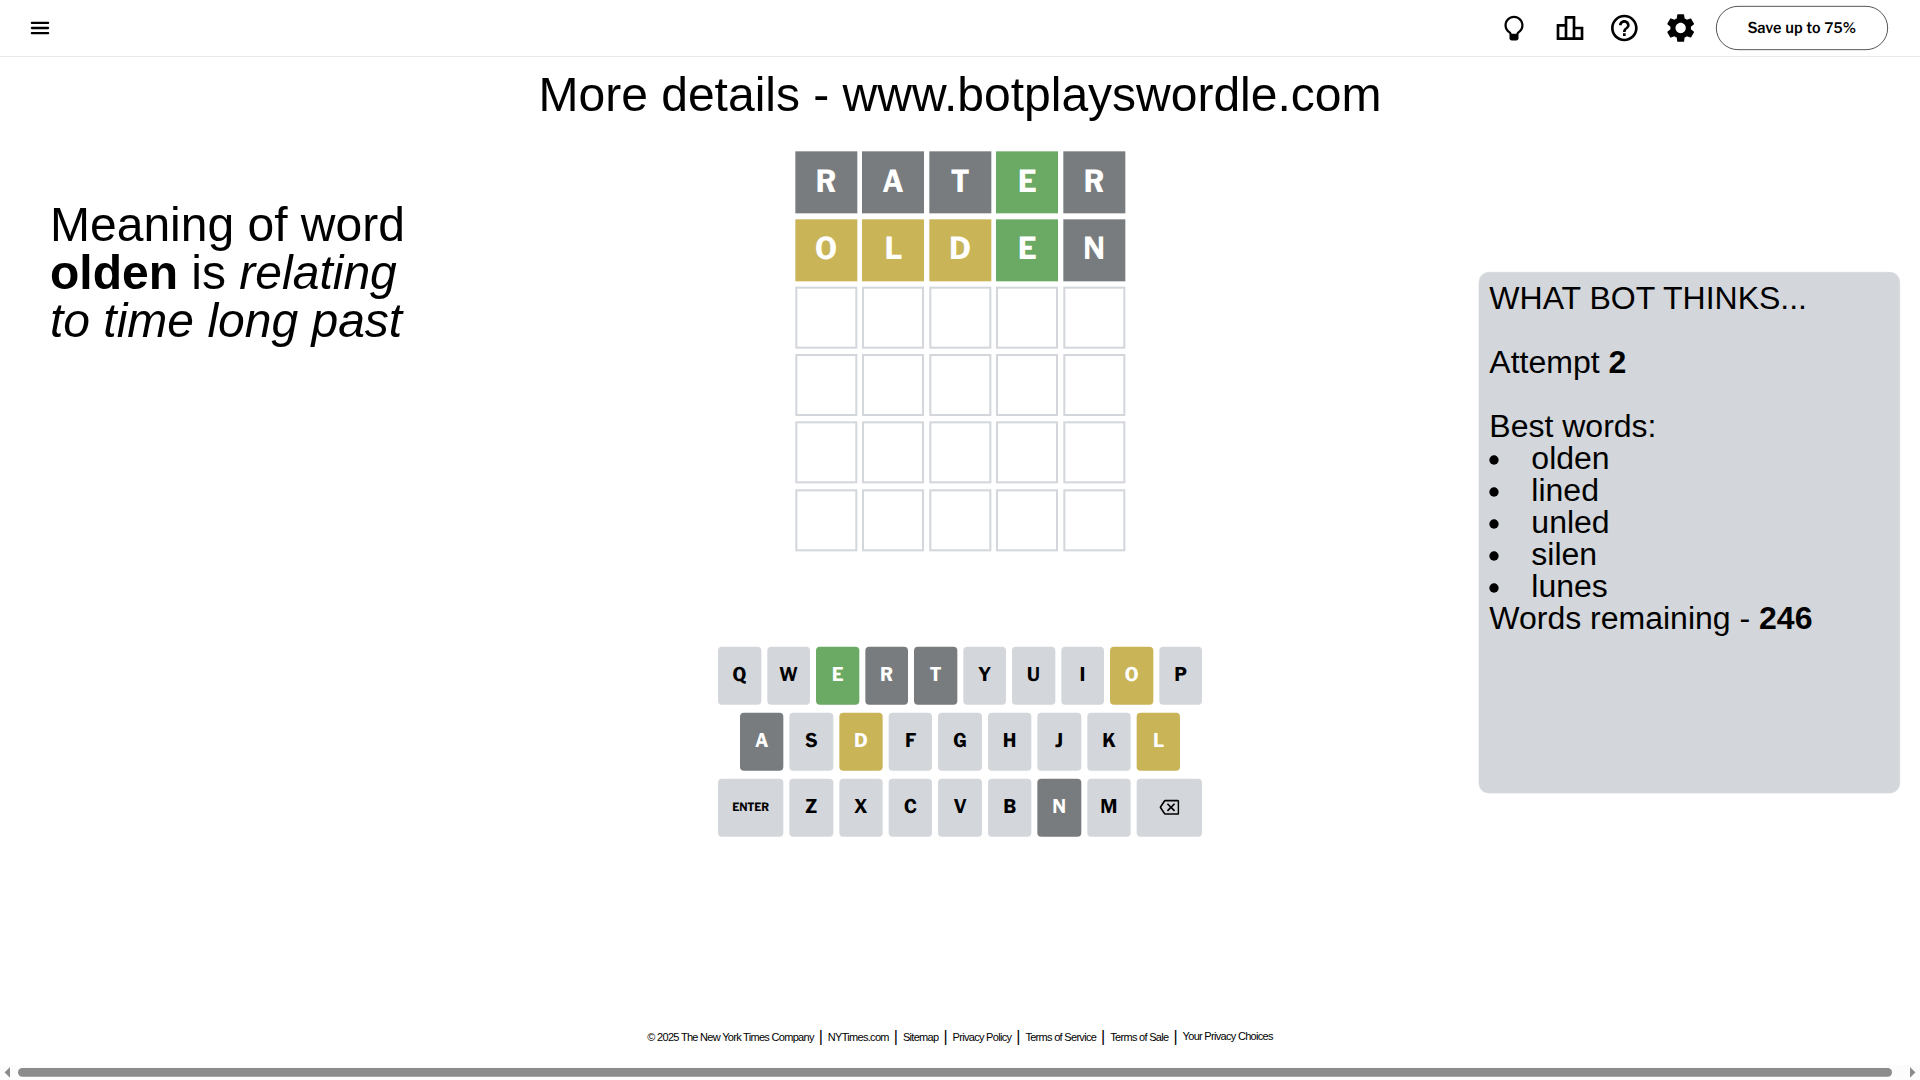 Save up to 75%
More details - www.botplayswordle.com
Meaning of word
olden is relating
to time long past
R A T E R
O L D E N
WHAT BOT THINKS...
Attempt 2
Best words:
• olden
• lined
• unled
• silen
• lunes
Words remaining - 246
Q W E R T Y U I O P
A S D F G H J K L
ENTER Z X C V B N M
© 2025 The New York Times Company | NYTimes.com | Sitemap | Privacy Policy | Terms of Service | Terms of Sale | Your Privacy Choices